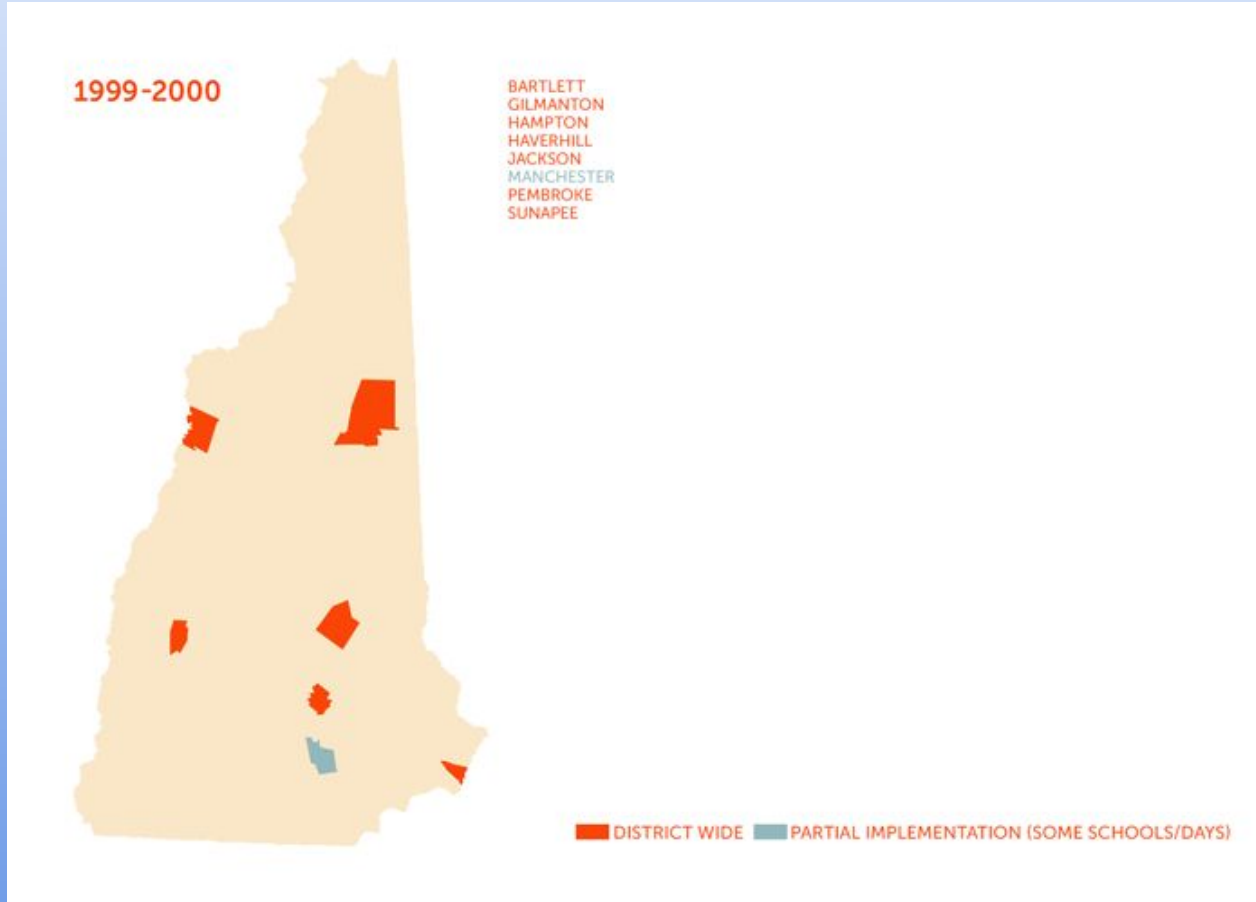 1999-2000
BARTLETT
GILMANTON
HAMPTON
HAVERHILL
JACKSON
MANCHESTER
PEMBROKE
SUNAPEE
DISTRICT WIDE
PARTIAL IMPLEMENTATION (SOME SCHOOLS/DAYS)